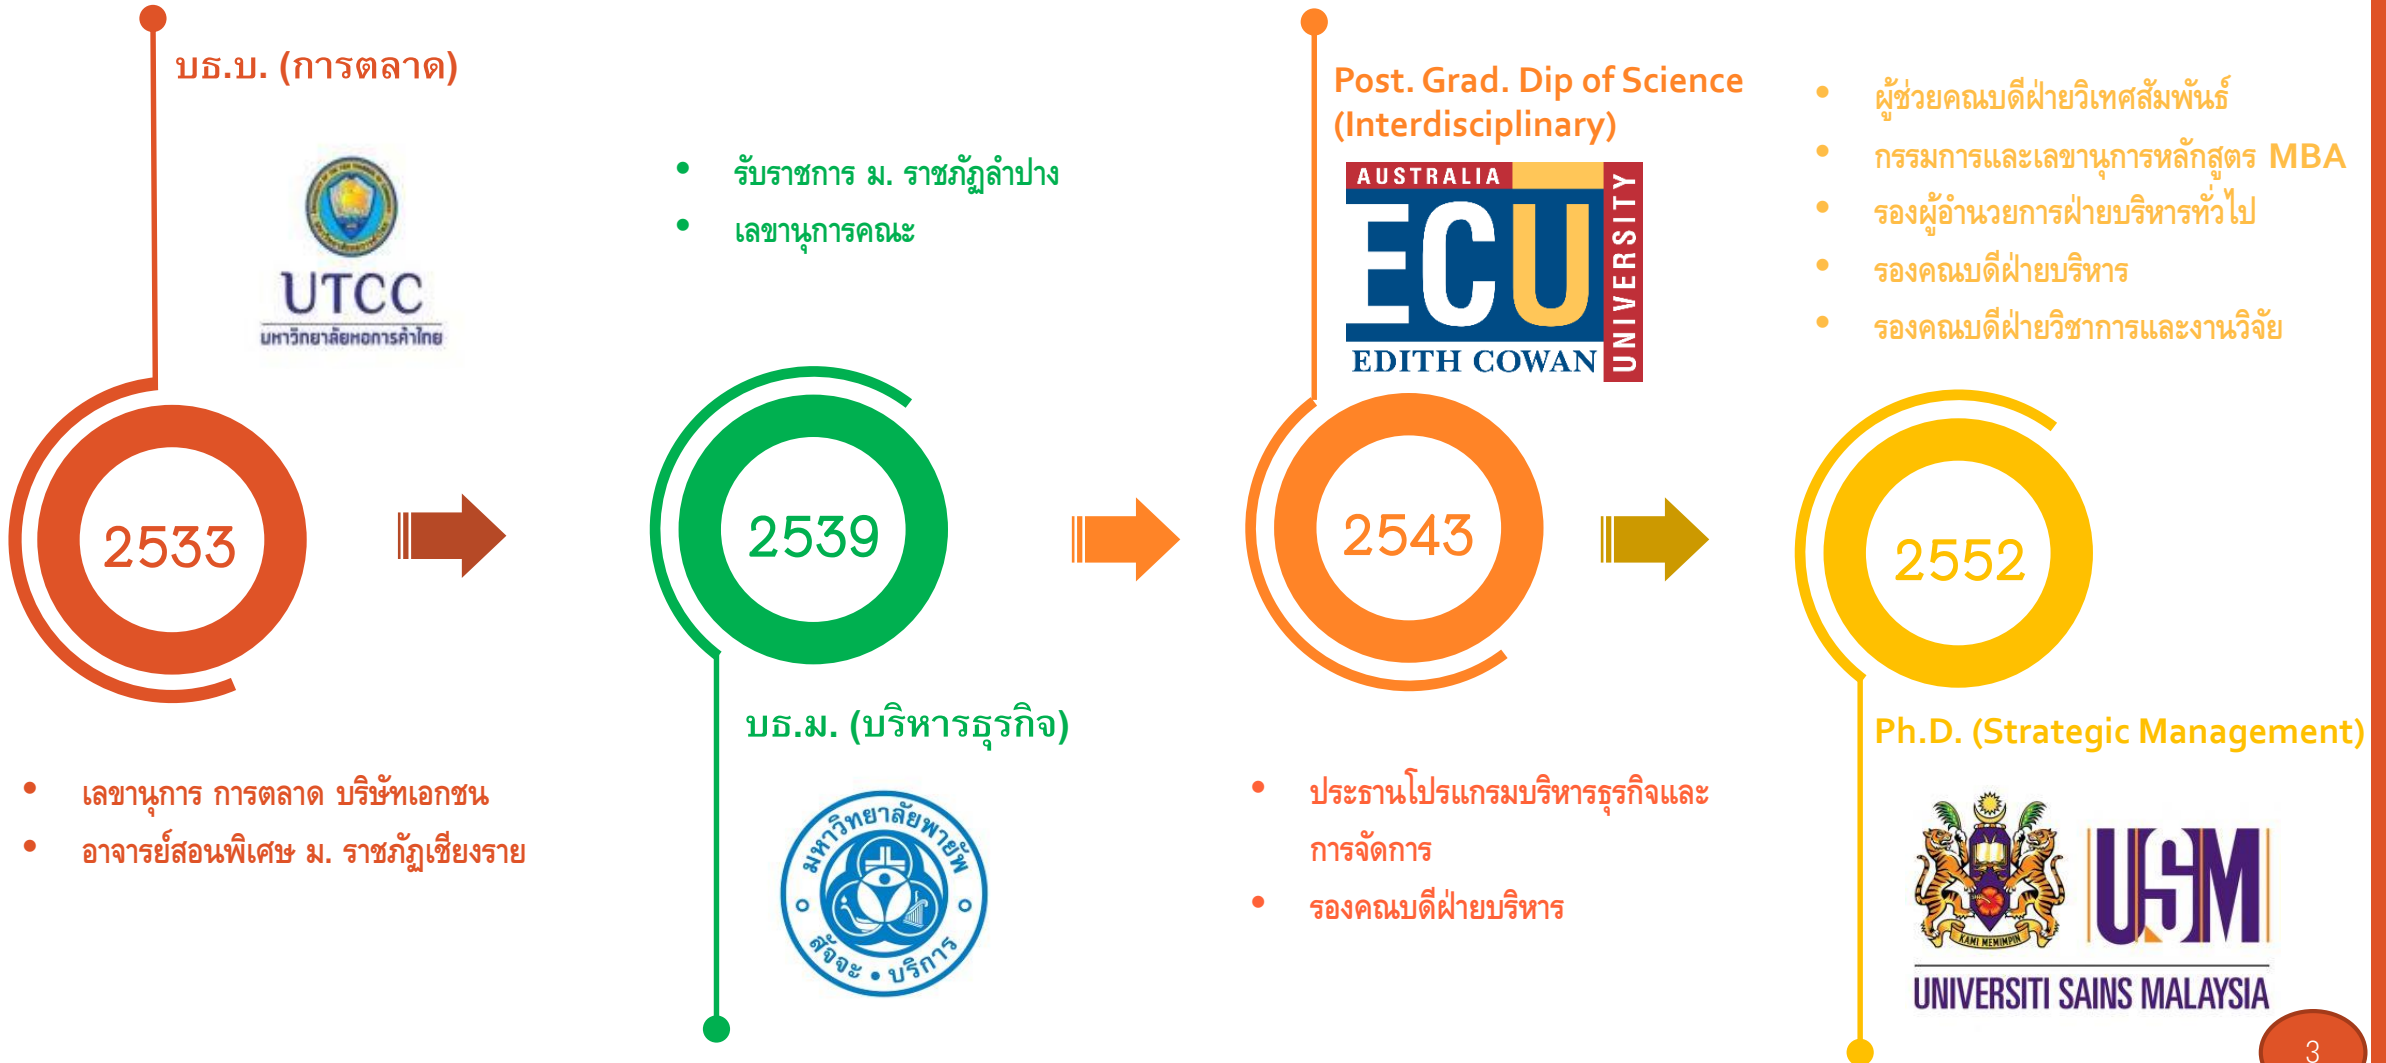 บธ.บ. (การตลาด)
UTCC
มหาวิทยาลัยหอการค้าไทย
2533
• เลขานุการ การตลาด บริษัทเอกชน
• อาจารย์สอนพิเศษ ม. ราชภัฏเชียงราย
• รับราชการ ม. ราชภัฏลำปาง
• เลขานุการคณะ
2539
บธ.ม. (บริหารธุรกิจ)
มหาวิทยาลัยพายัพ
สัจจะ • บริการ
Post. Grad. Dip of Science
(Interdisciplinary)
AUSTRALIA
ECU
UNIVERSITY
EDITH COWAN
2543
• ประธานโปรแกรมบริหารธุรกิจและ
การจัดการ
• รองคณบดีฝ่ายบริหาร
• ผู้ช่วยคณบดีฝ่ายวิเทศสัมพันธ์
• กรรมการและเลขานุการหลักสูตร MBA
• รองผู้อำนวยการฝ่ายบริหารทั่วไป
• รองคณบดีฝ่ายบริหาร
• รองคณบดีฝ่ายวิชาการและงานวิจัย
2552
Ph.D. (Strategic Management)
KAMI MEMIMPIN
USM
UNIVERSITI SAINS MALAYSIA
3